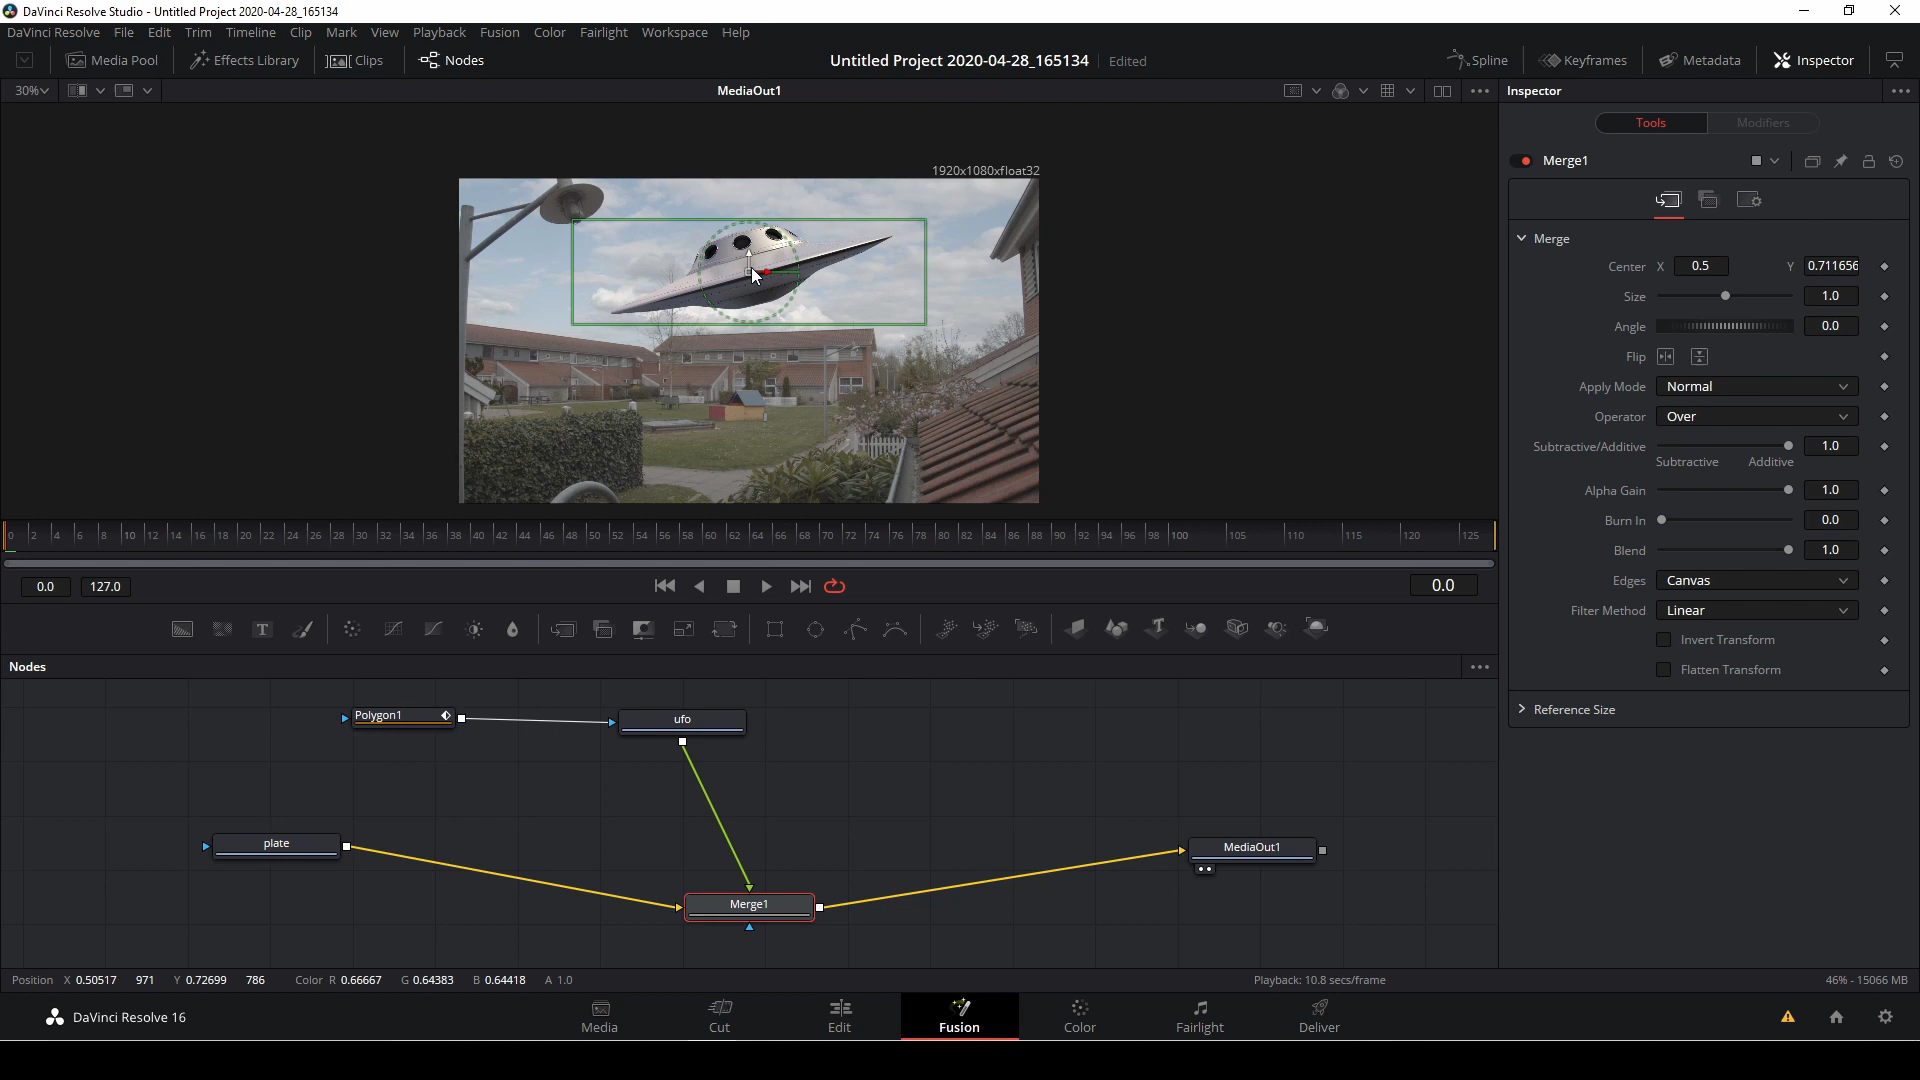 DaVinci Resolve Studio - Untitled Project 2020-04-28_165134
DaVinci Resolve File Edit Trim Timeline Clip Mark View Playback Fusion Color Fairlight Workspace Help
Media Pool Effects Library Clips Nodes Untitled Project 2020-04-28_165134 Edited Spline Keyframes Metadata Inspector
30% MediaOut1 Inspector
Tools Modifiers
1920x1080xfloat32
Merge1
Merge
Center X 0.5 Y 0.711656
Size 1.0
Angle 0.0
Flip
Apply Mode Normal
Operator Over
Subtractive/Additive 1.0
Subtractive Additive
Alpha Gain 1.0
Burn In 0.0
Blend 1.0
Edges Canvas
Filter Method Linear
Invert Transform
Flatten Transform
Reference Size
0 2 4 6 8 10 12 14 16 18 20 22 24 26 28 30 32 34 36 38 40 42 44 46 48 50 52 54 56 58 60 62 64 66 68 70 72 74 76 78 80 82 84 86 88 90 92 94 96 98 100 105 110 115 120 125
0.0 127.0 0.0
Nodes
Polygon1 ufo
plate MediaOut1
Merge1
Position X 0.50517 971 Y 0.72699 786 Color R 0.66667 G 0.64383 B 0.64418 A 1.0 Playback: 10.8 secs/frame 46% - 15066 MB
DaVinci Resolve 16 Media Cut Edit Fusion Color Fairlight Deliver